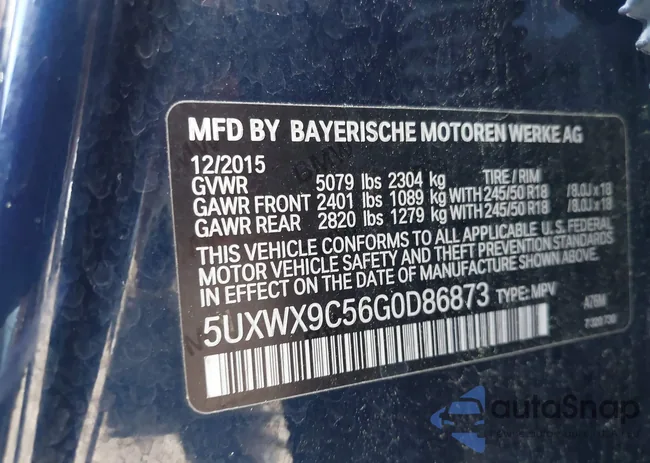 MFD BY BAYERISCHE MOTOREN WERKE AG
12/2015 TIRE / RIM
GVWR 5079 lbs 2304 kg
GAWR FRONT 2401 lbs 1089 kg WITH 245/50 R18 / 8.0J x 18
GAWR REAR 2820 lbs 1279 kg WITH 245/50 R18 / 8.0J x 18
THIS VEHICLE CONFORMS TO ALL APPLICABLE U. S. FEDERAL
MOTOR VEHICLE SAFETY AND THEFT PREVENTION STANDARDS
IN EFFECT ON THE DATE OF MANUFACTURE SHOWN ABOVE.
5UXWX9C56G0D86873 TYPE: MPV A76M
autoSnap